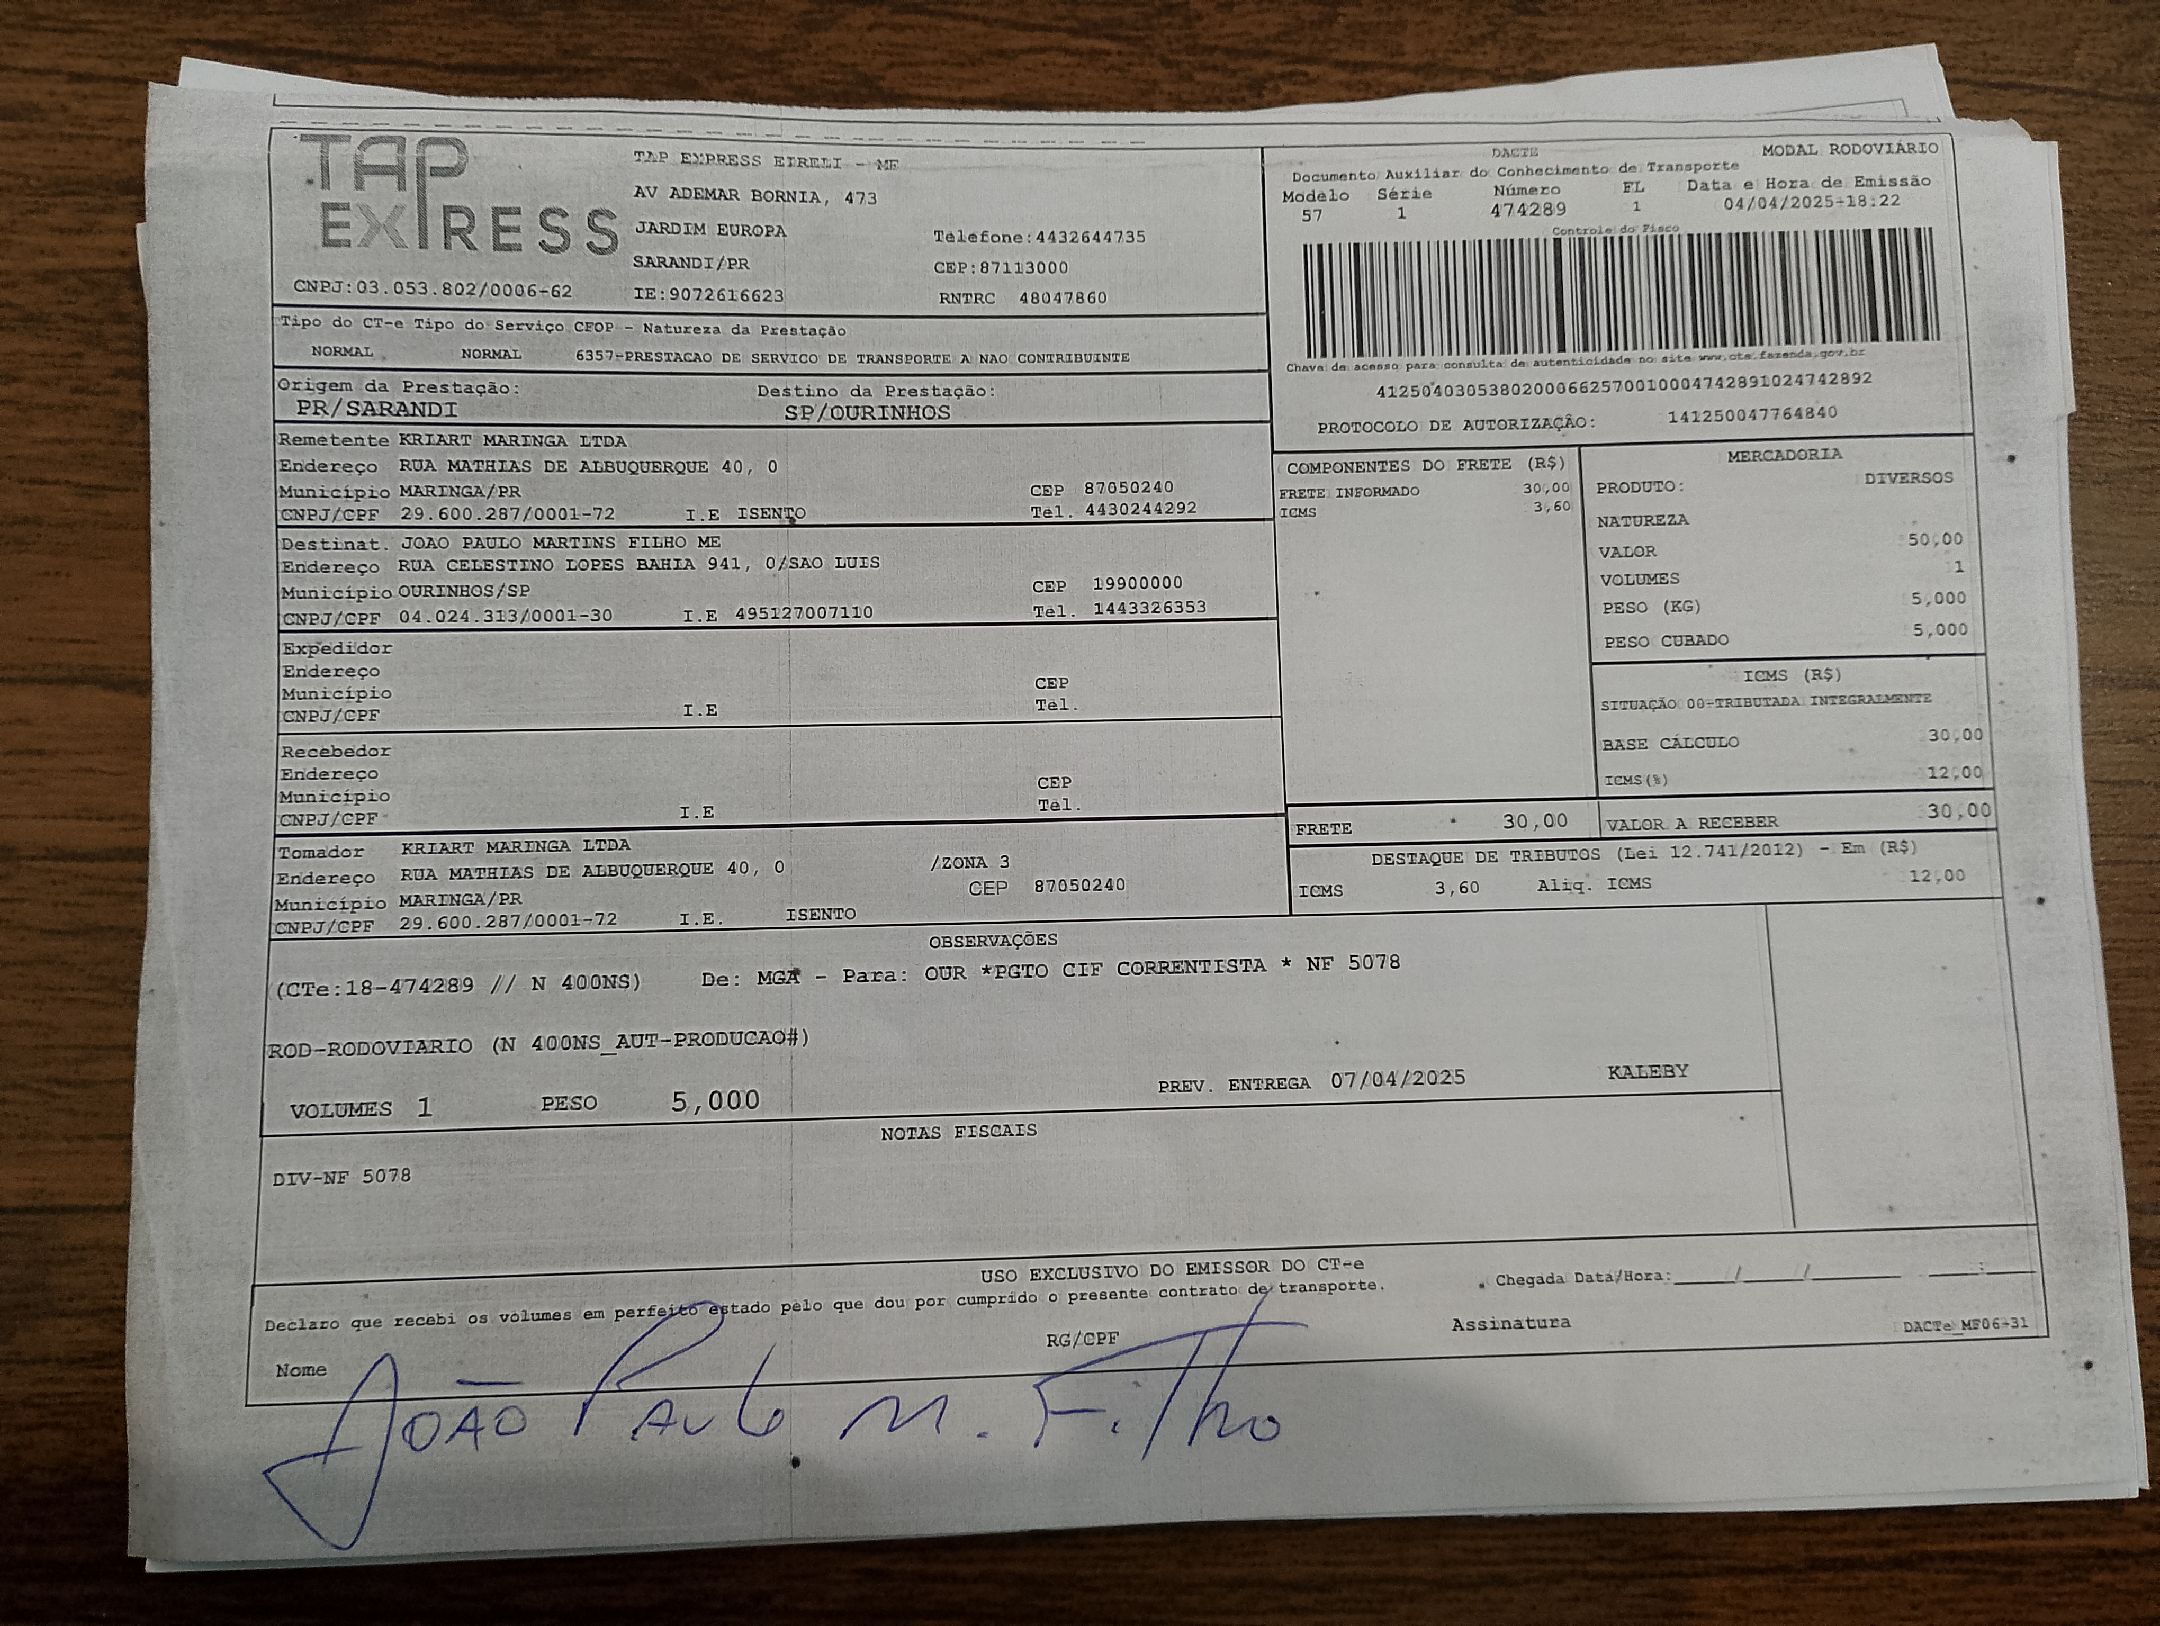 TAP EXPRESS
CNPJ:03.053.802/0006-62
TAP EXPRESS EIRELI - ME
AV ADEMAR BORNIA, 473
JARDIM EUROPA Telefone:4432644735
SARANDI/PR CEP:87113000
IE:9072616623 RNTRC 48047860
DACTE MODAL RODOVIÁRIO
Documento Auxiliar do Conhecimento de Transporte
Modelo Série Número FL Data e Hora de Emissão
57 1 474289 1 04/04/2025-18:22
Controle do Fisco
Chave de acesso para consulta de autenticidade no site www.cte.fazenda.gov.br
41250403053802000662570010004742891024742892
PROTOCOLO DE AUTORIZAÇÂO: 141250047764840
Tipo do CT-e Tipo do Serviço CFOP - Natureza da Prestação
NORMAL NORMAL 6357-PRESTACAO DE SERVICO DE TRANSPORTE A NAO CONTRIBUINTE
Origem da Prestação: Destino da Prestação:
PR/SARANDI SP/OURINHOS
Remetente KRIART MARINGA LTDA
Endereço RUA MATHIAS DE ALBUQUERQUE 40, 0
Município MARINGA/PR CEP 87050240
CNPJ/CPF 29.600.287/0001-72 I.E ISENTO Tel. 4430244292
Destinat. JOAO PAULO MARTINS FILHO ME
Endereço RUA CELESTINO LOPES BAHIA 941, 0/SAO LUIS
Município OURINHOS/SP CEP 19900000
CNPJ/CPF 04.024.313/0001-30 I.E 495127007110 Tel. 1443326353
Expedidor
Endereço
Município CEP
CNPJ/CPF I.E Tel.
Recebedor
Endereço
Município CEP
CNPJ/CPF I.E Tel.
Tomador KRIART MARINGA LTDA
Endereço RUA MATHIAS DE ALBUQUERQUE 40, 0 /ZONA 3
Município MARINGA/PR CEP 87050240
CNPJ/CPF 29.600.287/0001-72 I.E. ISENTO
COMPONENTES DO FRETE (R$)
FRETE INFORMADO 30,00
ICMS 3,60
MERCADORIA
PRODUTO: DIVERSOS
NATUREZA
VALOR 50,00
VOLUMES 1
PESO (KG) 5,000
PESO CUBADO 5,000
ICMS (R$)
SITUAÇÃO 00-TRIBUTADA INTEGRALMENTE
BASE CÁLCULO 30,00
ICMS(%) 12,00
FRETE 30,00 VALOR A RECEBER 30,00
DESTAQUE DE TRIBUTOS (Lei 12.741/2012) - Em (R$)
ICMS 3,60 Aliq. ICMS 12,00
OBSERVAÇÕES
(CTe:18-474289 // N 400NS) De: MGA - Para: OUR *PGTO CIF CORRENTISTA * NF 5078
ROD-RODOVIARIO (N 400NS_AUT-PRODUCAO#)
VOLUMES 1 PESO 5,000 PREV. ENTREGA 07/04/2025 KALEBY
NOTAS FISCAIS
DIV-NF 5078
USO EXCLUSIVO DO EMISSOR DO CT-e
Declaro que recebi os volumes em perfeito estado pelo que dou por cumprido o presente contrato de transporte. Chegada Data/Hora:____/____/____ ____:____
Nome RG/CPF Assinatura DACTe_MF06-31
JOÃO PAULO M. FILHO